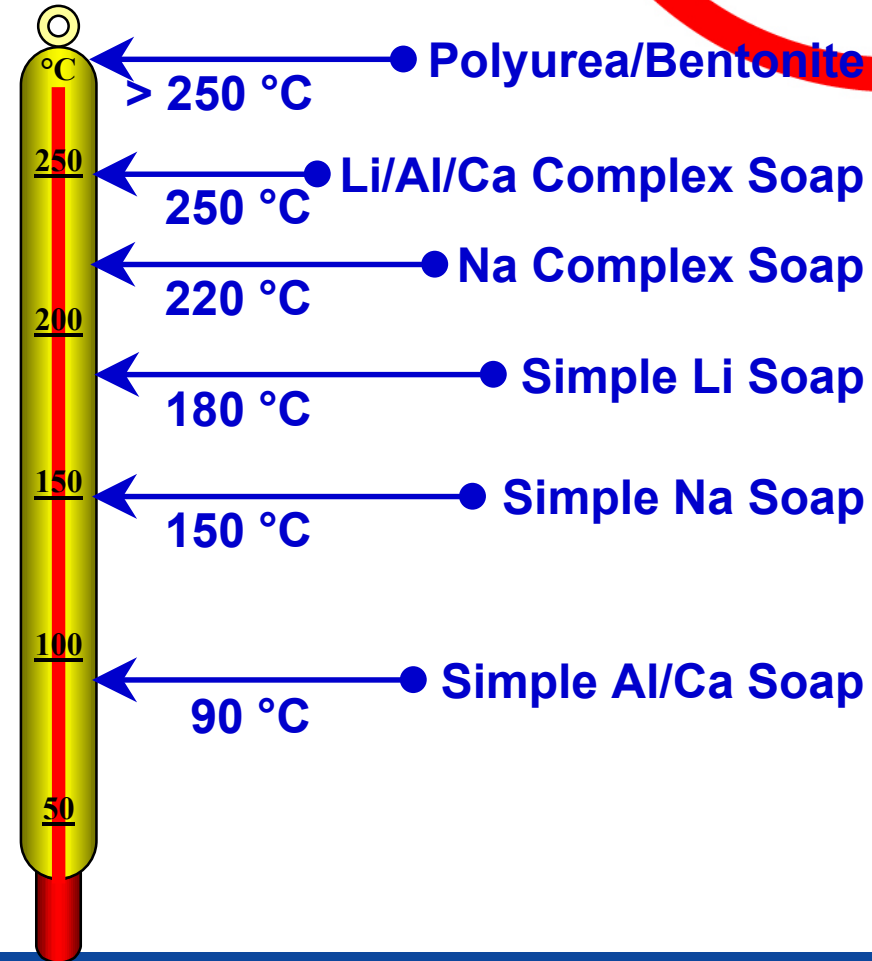 °C
Polyurea/Bentonite
> 250 °C
250
Li/Al/Ca Complex Soap
250 °C
Na Complex Soap
220 °C
200
Simple Li Soap
180 °C
150
Simple Na Soap
150 °C
100
Simple Al/Ca Soap
90 °C
50